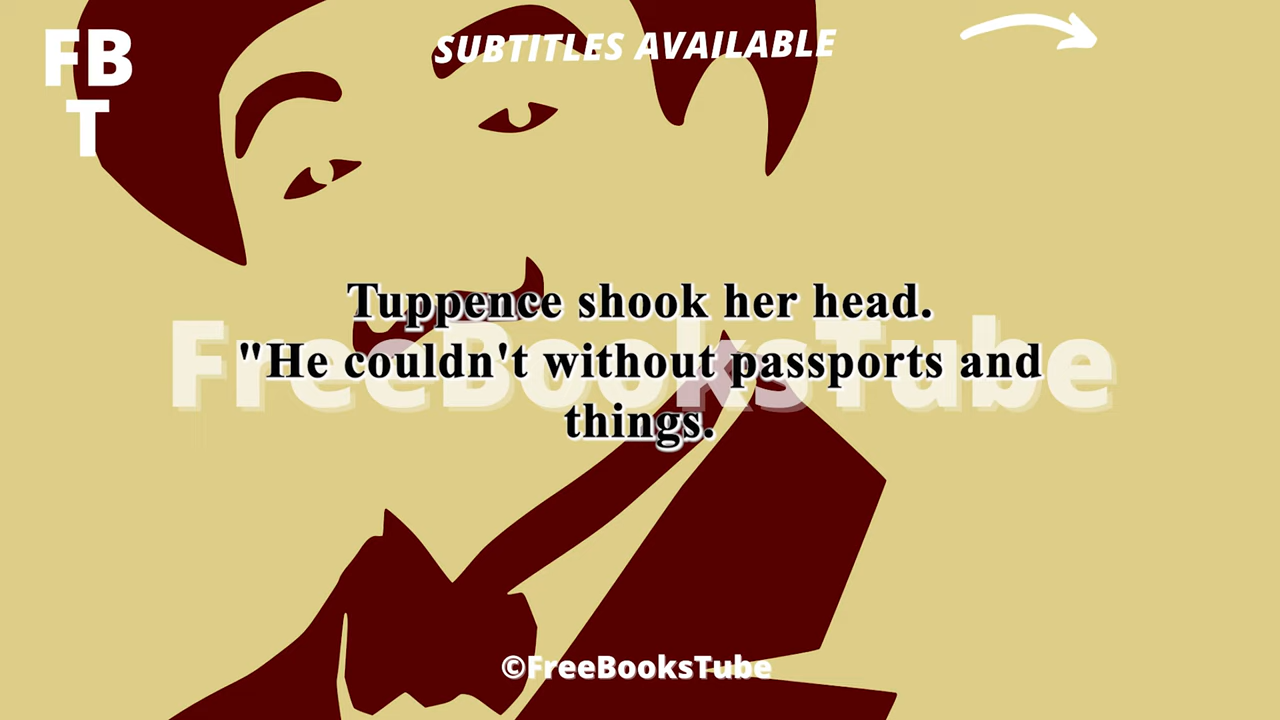 FB
T
SUBTITLES AVAILABLE
Tuppence shook her head.
"He couldn't without passports and
things.
FreeBooksTube
©FreeBooksTube